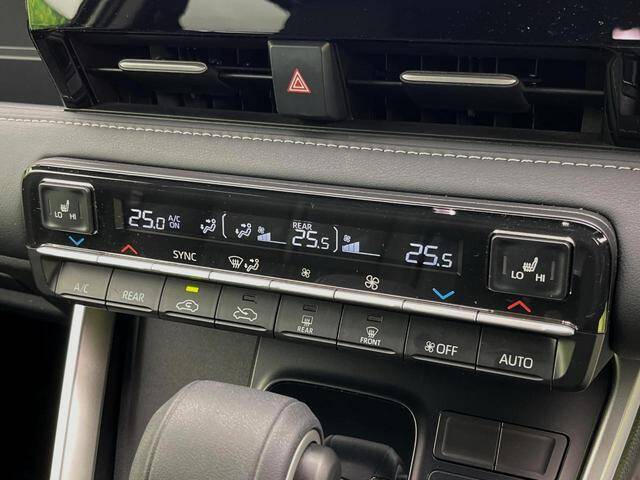 LO HI
25.0 A/C ON
REAR
25.5
25.5
LO HI
SYNC
A/C
REAR
REAR
FRONT
OFF
AUTO